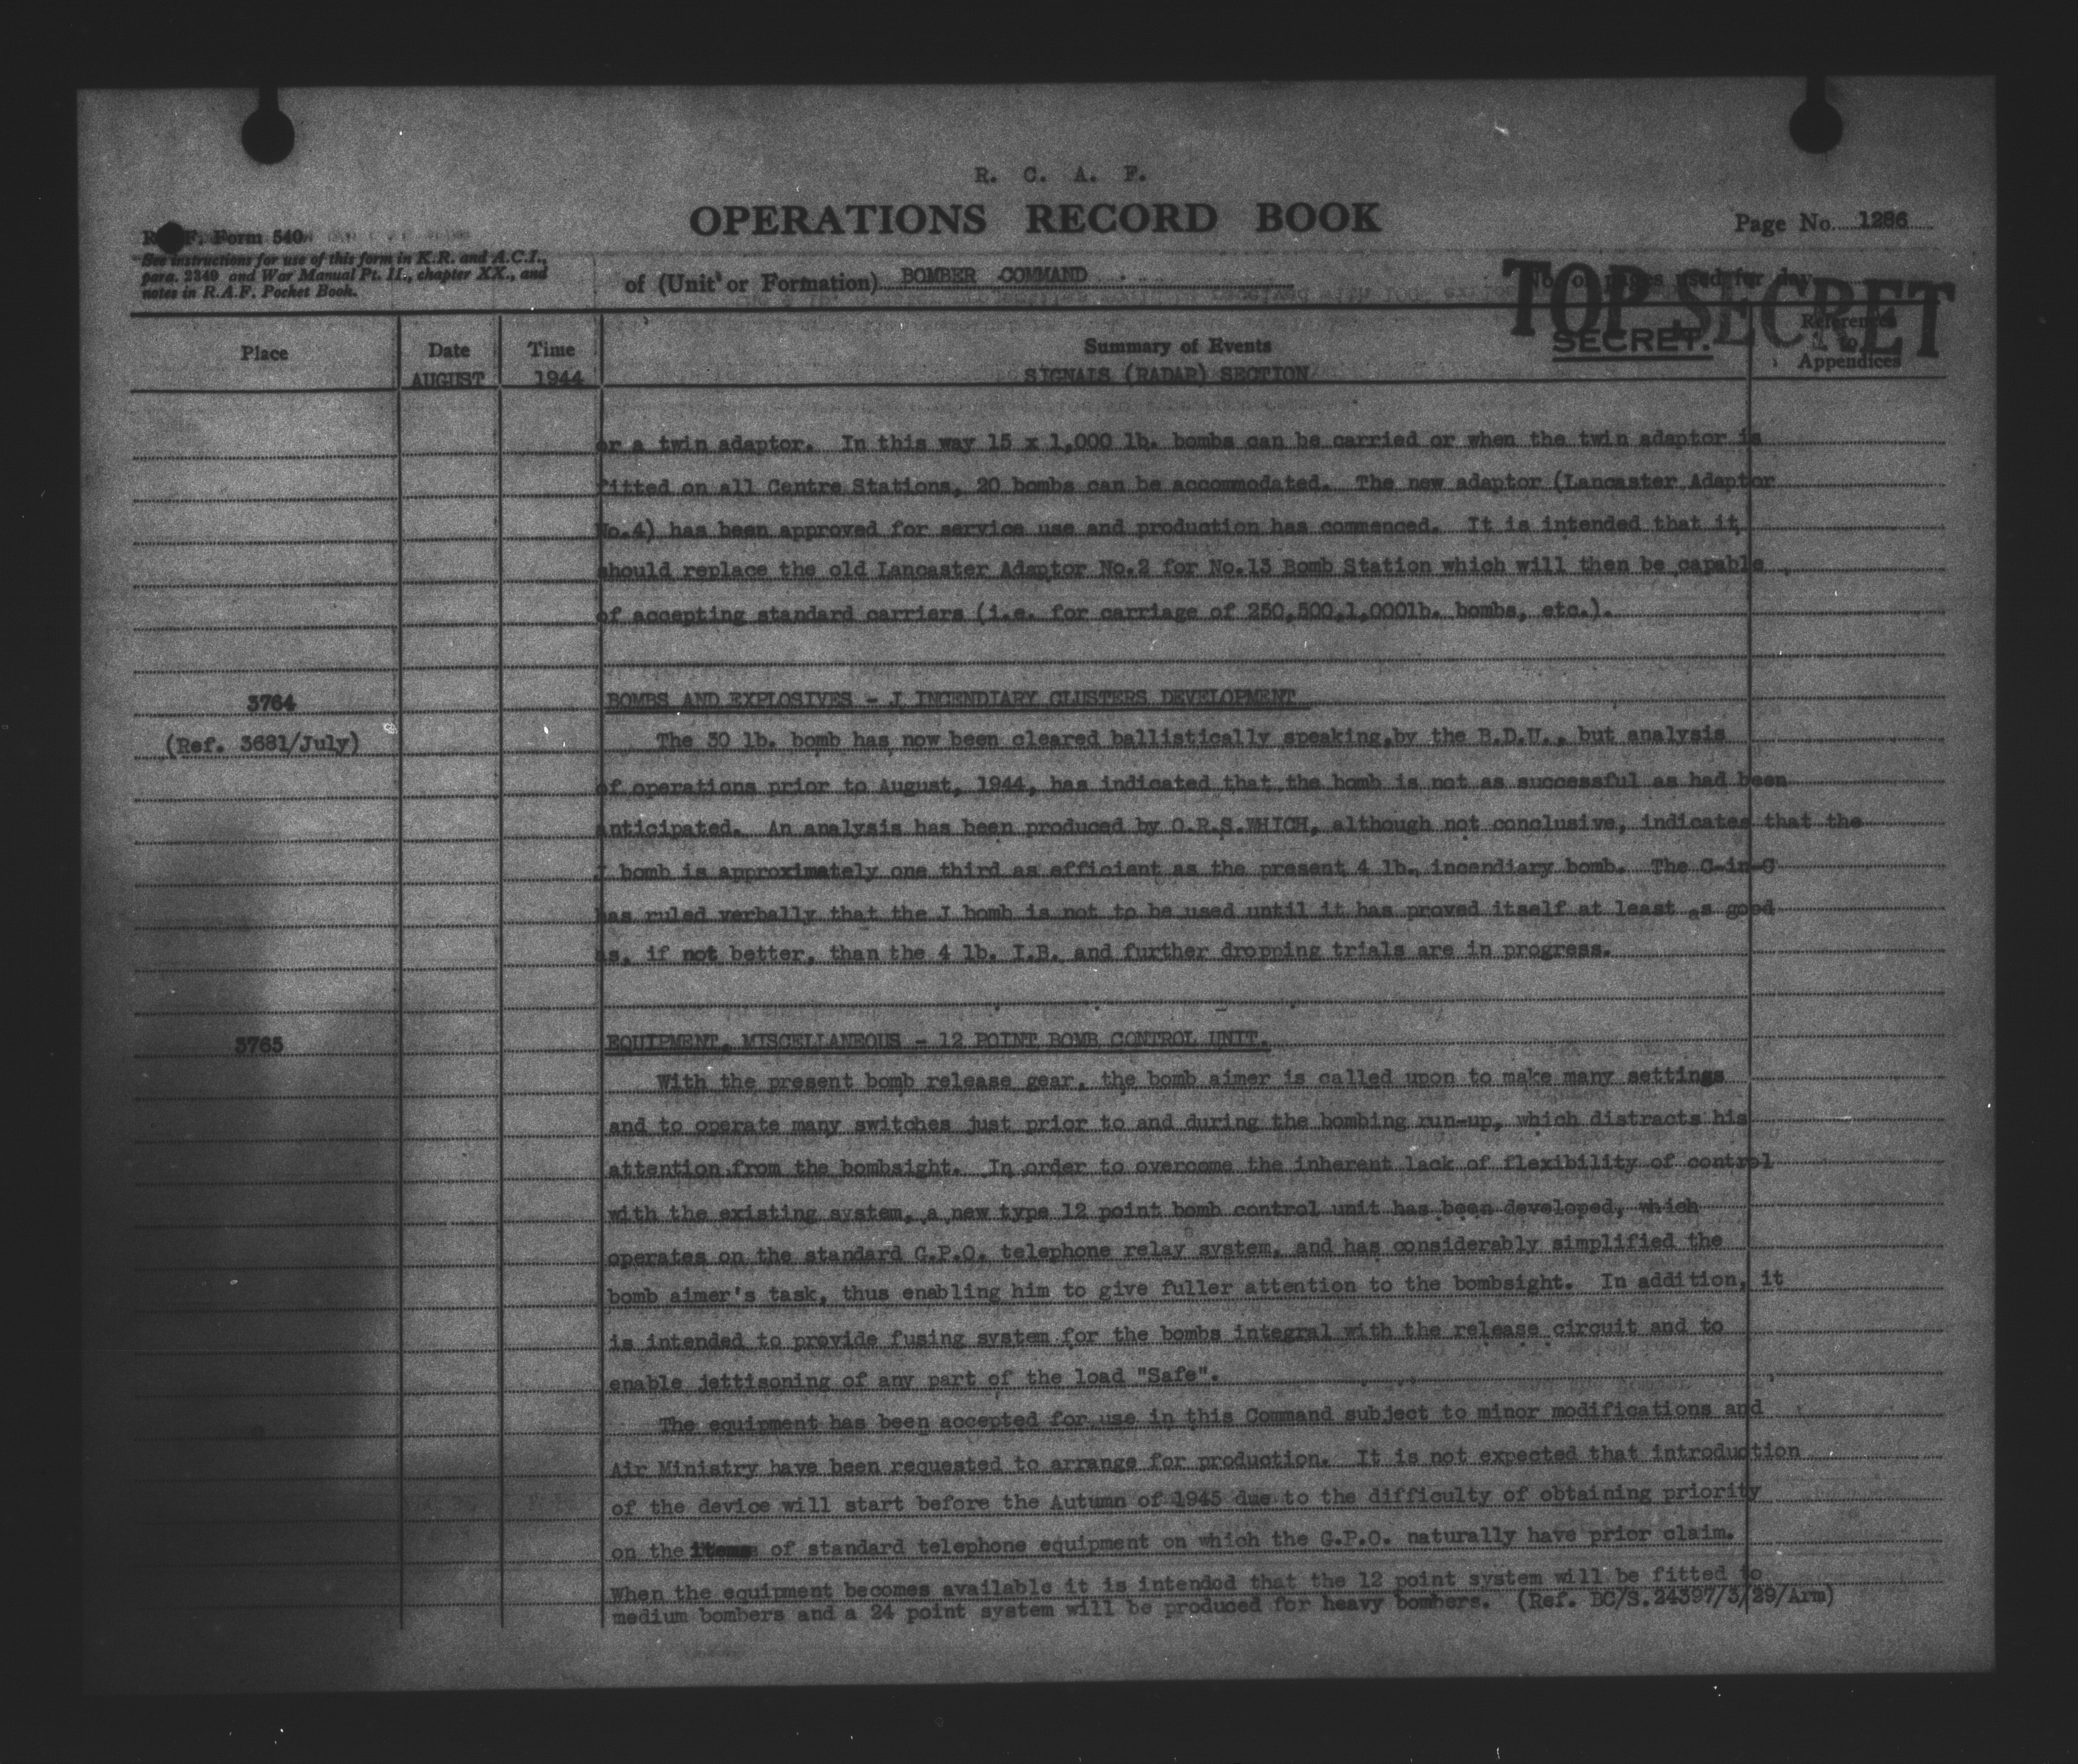 R. C. A. F.
OPERATIONS RECORD BOOK
Page No. 1286
R. F. Form 540
See instructions for use of this form in K.R. and A.C.I.,
para. 2349, and War Manual Pt. II., chapter XX., and
notes in R.A.F. Pocket Book.
of (Unit or Formation) BOMBER COMMAND
No. of pages used for day
TOP SECRET
SECRET.
Place Date Time Summary of Events References to Appendices
AUGUST 1944 SIGNALS (RADAR) SECTION
or a twin adaptor. In this way 15 x 1,000 lb. bombs can be carried or when the twin adaptor is
fitted on all Centre Stations, 20 bombs can be accommodated. The new adaptor (Lancaster Adaptor
No.4) has been approved for service use and production has commenced. It is intended that it
should replace the old Lancaster Adaptor No.2 for No.13 Bomb Station which will then be capable
of accepting standard carriers (i.e. for carriage of 250,500,1,000lb. bombs, etc.).
3764 BOMBS AND EXPLOSIVES - J INCENDIARY CLUSTERS DEVELOPMENT
(Ref. 3681/July) The 30 lb. bomb has now been cleared ballistically speaking,by the B.D.U., but analysis
of operations prior to August, 1944, has indicated that the bomb is not as successful as had been
anticipated. An analysis has been produced by O.R.S.WHICH, although not conclusive, indicates that the
J bomb is approximately one third as efficient as the present 4 lb. incendiary bomb. The C-in-C
has ruled verbally that the J bomb is not to be used until it has proved itself at least as good
as, if not better, than the 4 lb. I.B. and further dropping trials are in progress.
3765 EQUIPMENT, MISCELLANEOUS - 12 POINT BOMB CONTROL UNIT.
With the present bomb release gear, the bomb aimer is called upon to make many settings
and to operate many switches just prior to and during the bombing run-up, which distracts his
attention from the bombsight. In order to overcome the inherent lack of flexibility of control
with the existing system, a new type 12 point bomb control unit has been developed, which
operates on the standard G.P.O. telephone relay system, and has considerably simplified the
bomb aimer's task, thus enabling him to give fuller attention to the bombsight. In addition, it
is intended to provide fusing system for the bombs integral with the release circuit and to
enable jettisoning of any part of the load "Safe".
The equipment has been accepted for use in this Command subject to minor modifications and
Air Ministry have been requested to arrange for production. It is not expected that introduction
of the device will start before the Autumn of 1945 due to the difficulty of obtaining priority
on the items of standard telephone equipment on which the G.P.O. naturally have prior claim.
When the equipment becomes available it is intended that the 12 point system will be fitted to
medium bombers and a 24 point system will be produced for heavy bombers. (Ref. BC/S.24397/3/29/Arm)